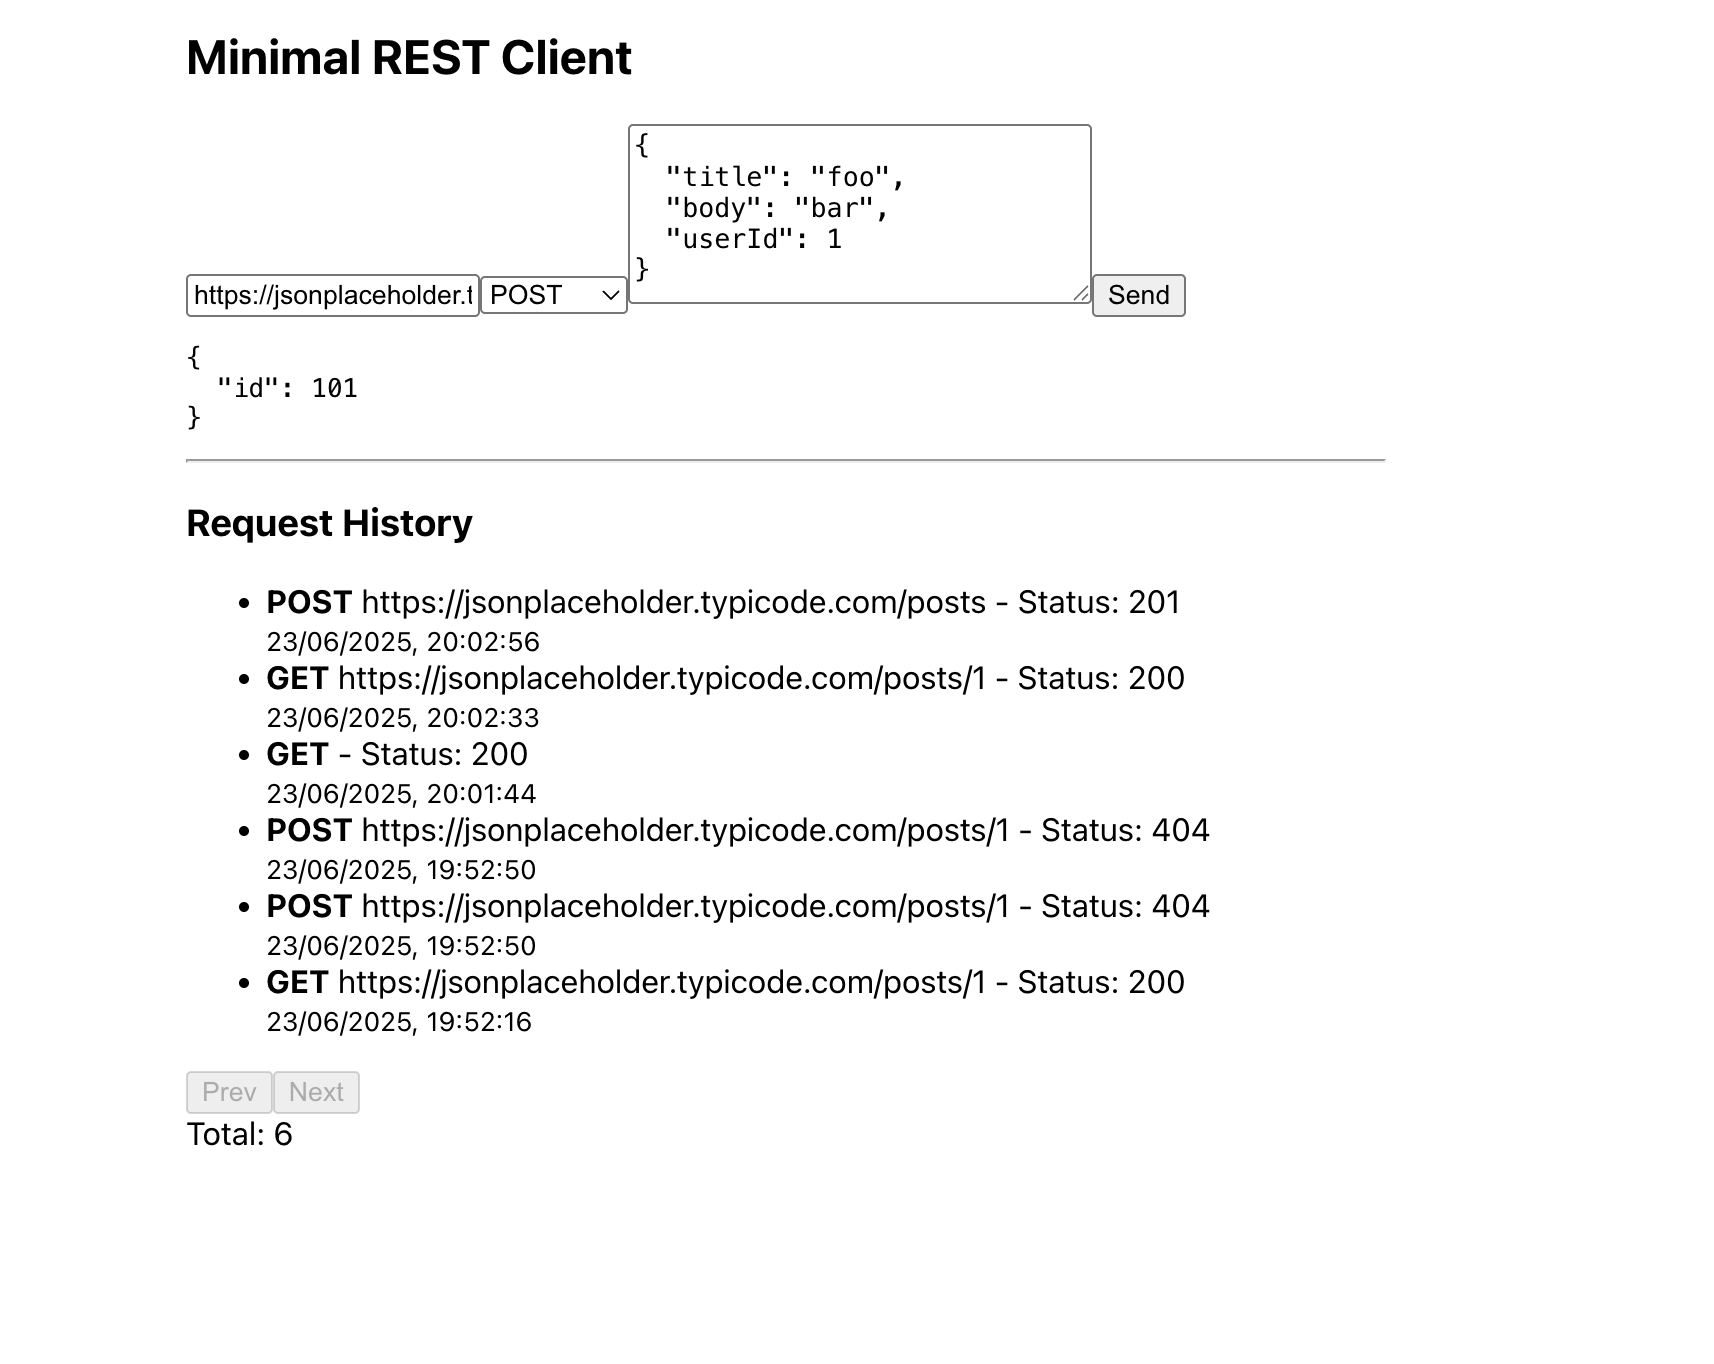 Minimal REST Client
{
  "title": "foo",
  "body": "bar",
  "userId": 1
}
https://jsonplaceholder.t POST Send
{
  "id": 101
}
Request History
• POST https://jsonplaceholder.typicode.com/posts - Status: 201
23/06/2025, 20:02:56
• GET https://jsonplaceholder.typicode.com/posts/1 - Status: 200
23/06/2025, 20:02:33
• GET - Status: 200
23/06/2025, 20:01:44
• POST https://jsonplaceholder.typicode.com/posts/1 - Status: 404
23/06/2025, 19:52:50
• POST https://jsonplaceholder.typicode.com/posts/1 - Status: 404
23/06/2025, 19:52:50
• GET https://jsonplaceholder.typicode.com/posts/1 - Status: 200
23/06/2025, 19:52:16
Prev Next
Total: 6